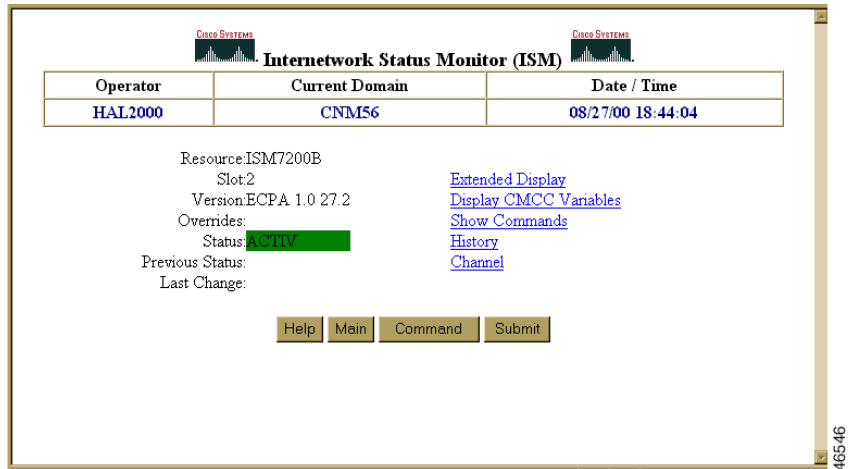 CISCO SYSTEMS
CISCO SYSTEMS
Internetwork Status Monitor (ISM)
Operator Current Domain Date / Time
HAL2000 CNM56 08/27/00 18:44:04
Resource:ISM7200B
Slot:2 Extended Display
Version:ECPA 1.0 27.2 Display CMCC Variables
Overrides: Show Commands
Status:ACTIV History
Previous Status: Channel
Last Change:
Help Main Command Submit
46546